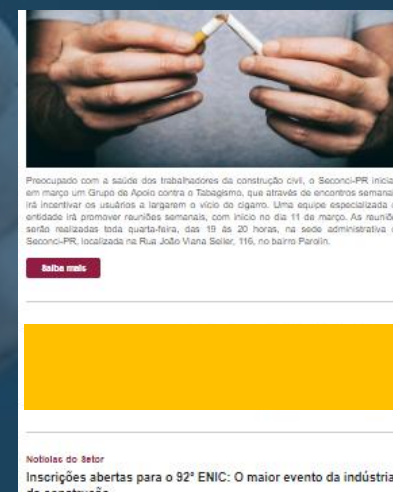 Preocupado com a saúde dos trabalhadores da construção civil, o Seconci-PR inicia
em março um Grupo de Apoio contra o Tabagismo, que através de encontros semanais
irá incentivar os usuários a largarem o vício do cigarro. Uma equipe especializada
entidade irá promover reuniões semanais, com início no dia 11 de março. As
serão realizadas toda quarta-feira, das 19 às 20 horas, na sede administrativa
Seconci-PR, localizada na Rua João Viana Seiler, 116, no bairro Parolin.
Saiba mais
Notícias do Setor
Inscrições abertas para o 92° ENIC: O maior evento da indústria
da construção